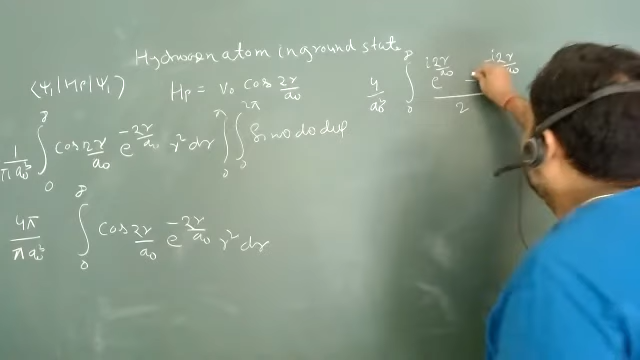 Hydrogen atom in ground state
⟨ψ₁|Hp|ψ₁⟩ Hp = V₀ cos 2r/a₀
1/πa₀³ ∫₀^∞ cos 2r/a₀ e^(-2r/a₀) r² dr ∫₀^π ∫₀^2π Sinθ dθ dφ
4π/πa₀³ ∫₀^∞ cos 2r/a₀ e^(-2r/a₀) r² dr
4/a₀³ ∫₀^∞ e^(i2r/a₀) - i2r/a₀ / 2